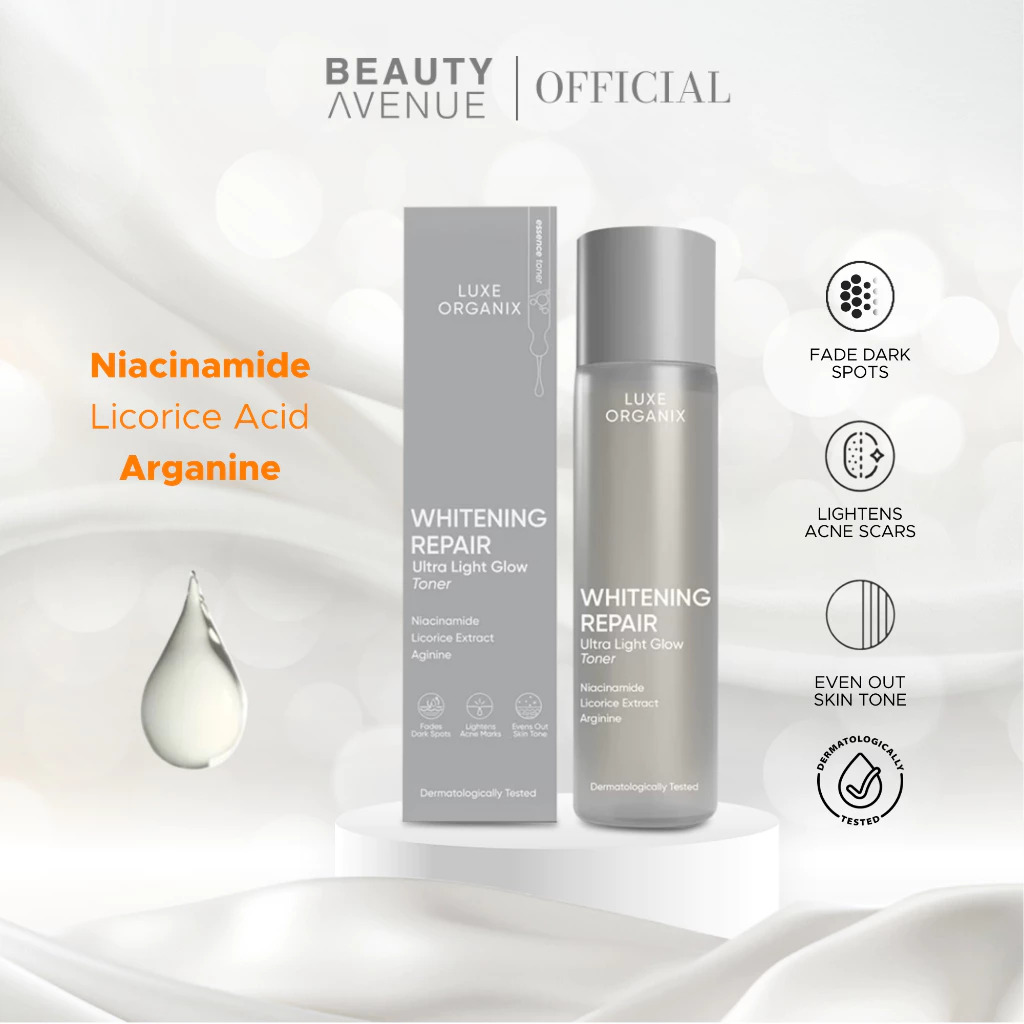 BEAUTY
AVENUE
OFFICIAL
Niacinamide
Licorice Acid
Arganine
essence toner
LUXE
ORGANIX
WHITENING
REPAIR
Ultra Light Glow
Toner
Niacinamide
Licorice Extract
Aginine
Fades
Dark Spots
Lightens
Acne Marks
Evens Out
Skin Tone
Dermatologically Tested
LUXE
ORGANIX
WHITENING
REPAIR
Ultra Light Glow
Toner
Niacinamide
Licorice Extract
Arginine
Dermatologically Tested
FADE DARK
SPOTS
LIGHTENS
ACNE SCARS
EVEN OUT
SKIN TONE
DERMATOLOGICALLY
TESTED